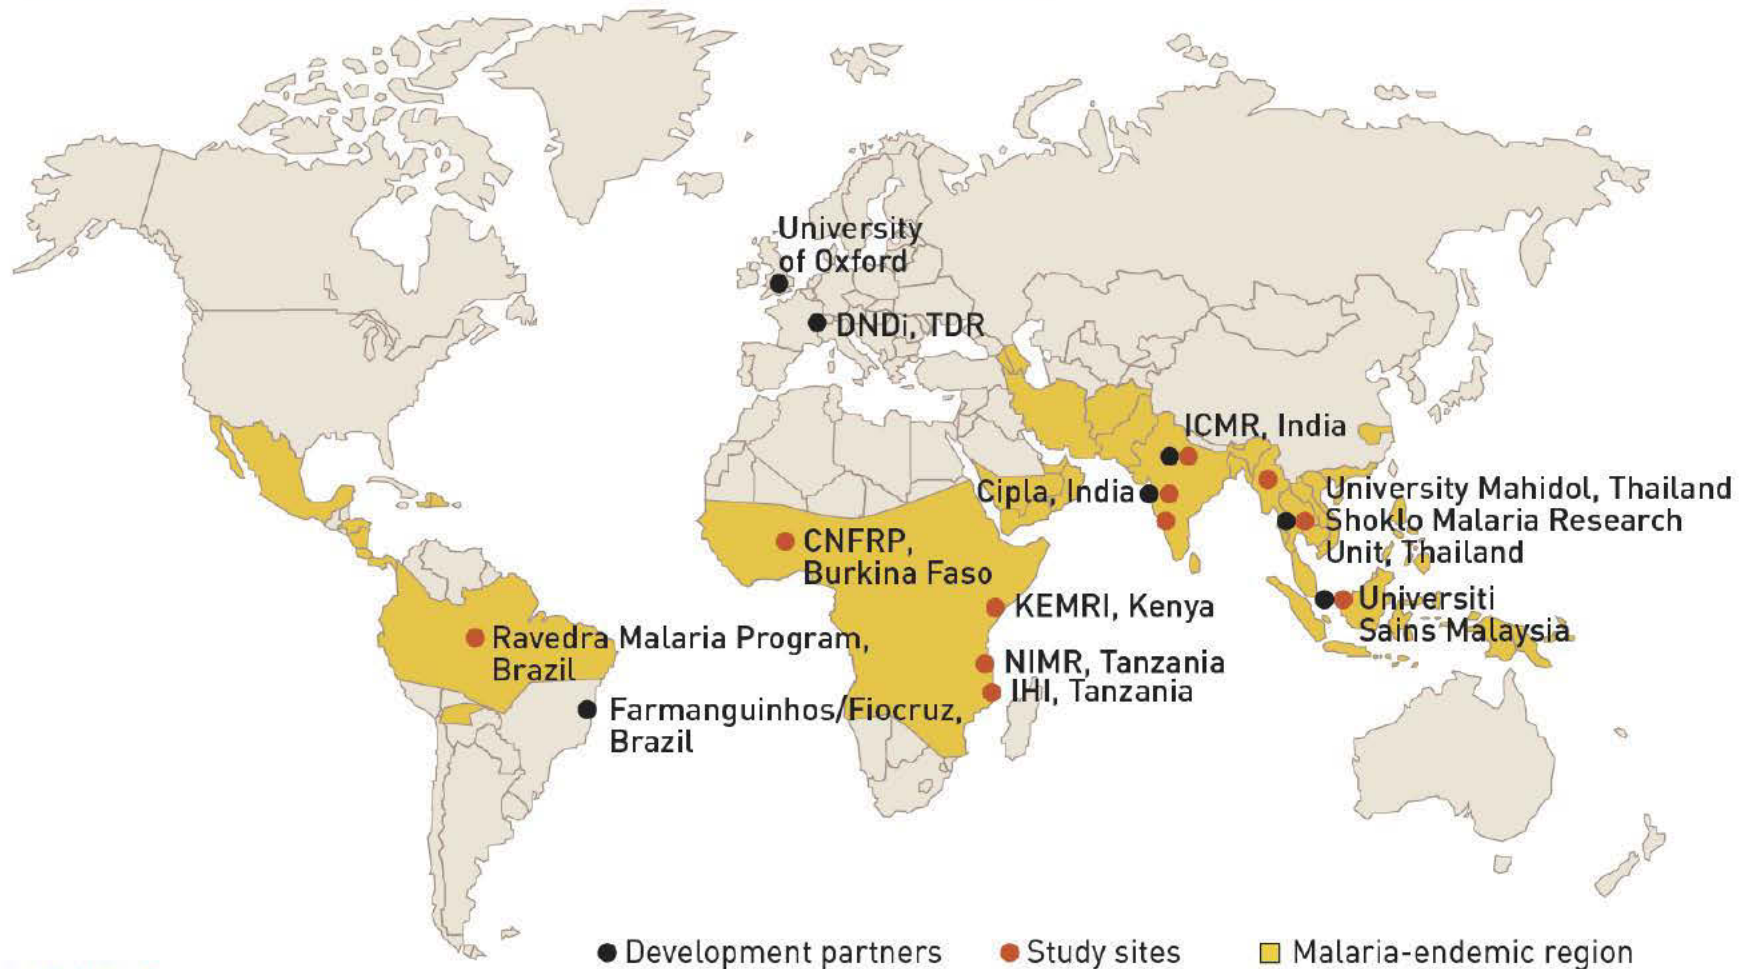 University
of Oxford
DNDi, TDR
ICMR, India
Cipla, India
University Mahidol, Thailand
Shoklo Malaria Research
Unit, Thailand
CNFRP,
Burkina Faso
KEMRI, Kenya
Universiti
Sains Malaysia
Ravedra Malaria Program,
Brazil
NIMR, Tanzania
IHI, Tanzania
Farmanguinhos/Fiocruz,
Brazil
Development partners
Study sites
Malaria-endemic region